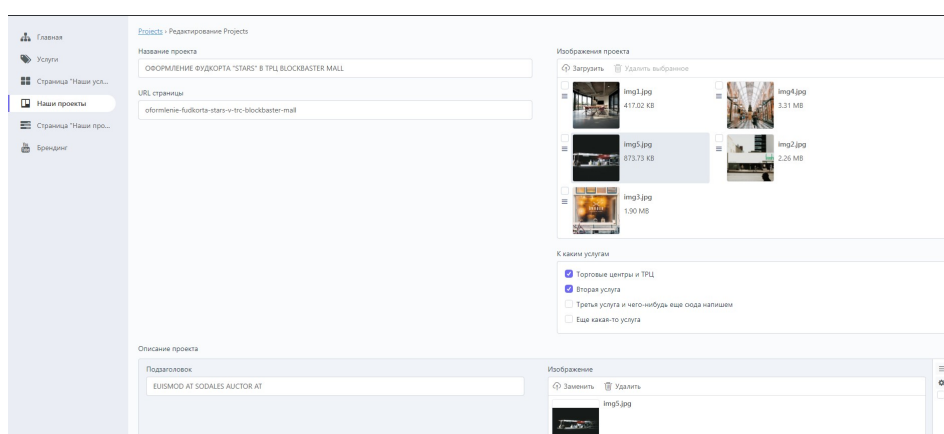 Главная
Услуги
Страница "Наши усл...
Наши проекты
Страница "Наши про...
Брендинг
Projects › Редактирование Projects
Название проекта
ОФОРМЛЕНИЕ ФУДКОРТА "STARS" В ТРЦ BLOCKBASTER MALL
URL страницы
oformlenie-fudkorta-stars-v-trc-blockbaster-mall
Изображения проекта
Загрузить Удалить выбранное
img1.jpg
417.02 KB
img4.jpg
3.31 MB
img5.jpg
873.73 KB
img2.jpg
2.26 MB
img3.jpg
1.90 MB
К каким услугам
Торговые центры и ТРЦ
Вторая услуга
Третья услуга и чего-нибудь еще сюда напишем
Еще какая-то услуга
Описание проекта
Подзаголовок
EUISMOD AT SODALES AUCTOR AT
Изображение
Заменить Удалить
img5.jpg